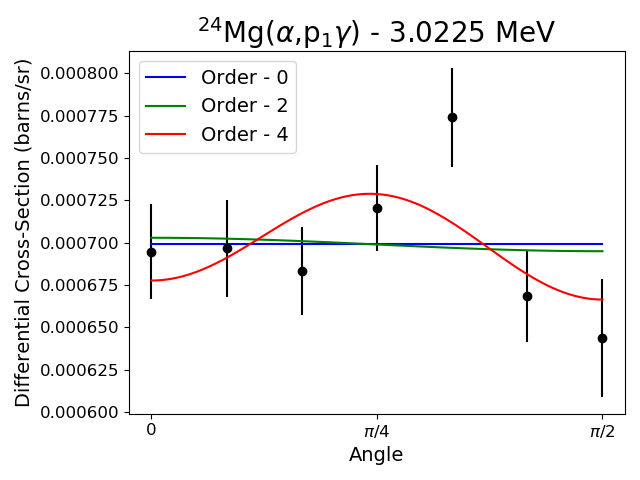 ²⁴Mg(α,p₁γ) - 3.0225 MeV
Order - 0
Order - 2
Order - 4
Differential Cross-Section (barns/sr)
0.000800
0.000775
0.000750
0.000725
0.000700
0.000675
0.000650
0.000625
0.000600
0
π/4
π/2
Angle